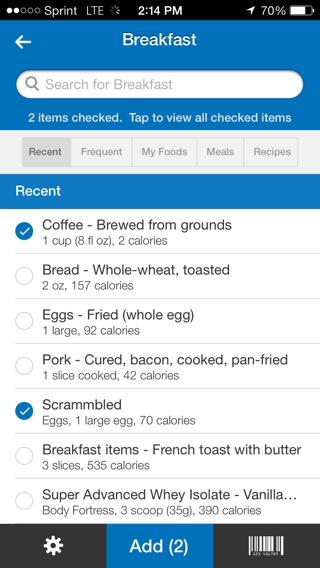 Sprint LTE 2:14 PM 70%
Breakfast
Search for Breakfast
2 items checked. Tap to view all checked items
Recent Frequent My Foods Meals Recipes
Recent
Coffee - Brewed from grounds
1 cup (8 fl oz), 2 calories
Bread - Whole-wheat, toasted
2 oz, 157 calories
Eggs - Fried (whole egg)
1 large, 92 calories
Pork - Cured, bacon, cooked, pan-fried
1 slice cooked, 42 calories
Scrammbled
Eggs, 1 large egg, 70 calories
Breakfast items - French toast with butter
3 slices, 535 calories
Super Advanced Whey Isolate - Vanilla…
Body Fortress, 3 scoop (35g), 390 calories
Add (2)